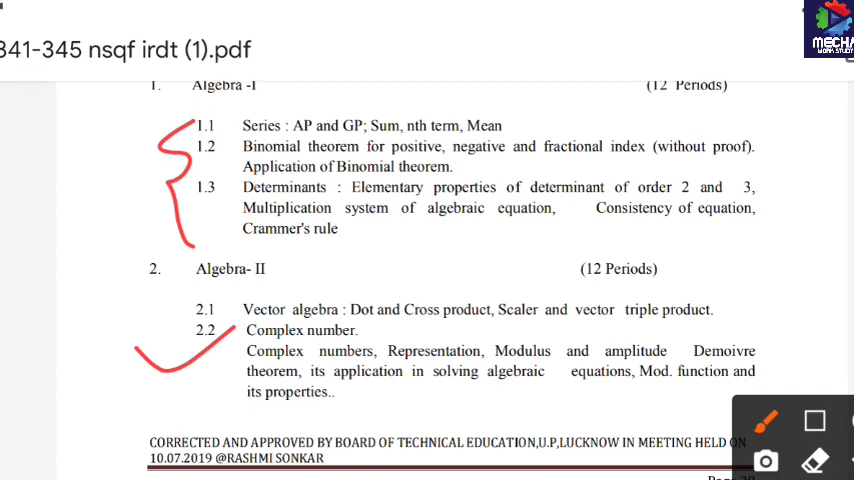 341-345 nsqf irdt (1).pdf
MECHA
WORK STUDY
1. Algebra -I (12 Periods)
1.1 Series : AP and GP; Sum, nth term, Mean
1.2 Binomial theorem for positive, negative and fractional index (without proof).
Application of Binomial theorem.
1.3 Determinants : Elementary properties of determinant of order 2 and 3,
Multiplication system of algebraic equation, Consistency of equation,
Crammer's rule
2. Algebra- II (12 Periods)
2.1 Vector algebra : Dot and Cross product, Scaler and vector triple product.
2.2 Complex number.
Complex numbers, Representation, Modulus and amplitude Demoivre
theorem, its application in solving algebraic equations, Mod. function and
its properties..
CORRECTED AND APPROVED BY BOARD OF TECHNICAL EDUCATION,U.P,LUCKNOW IN MEETING HELD ON
10.07.2019 @RASHMI SONKAR